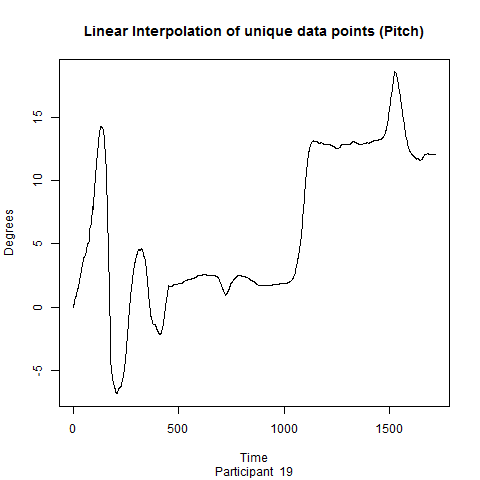 Linear Interpolation of unique data points (Pitch)
15
10
5
0
-5
Degrees
0 500 1000 1500
Time
Participant 19